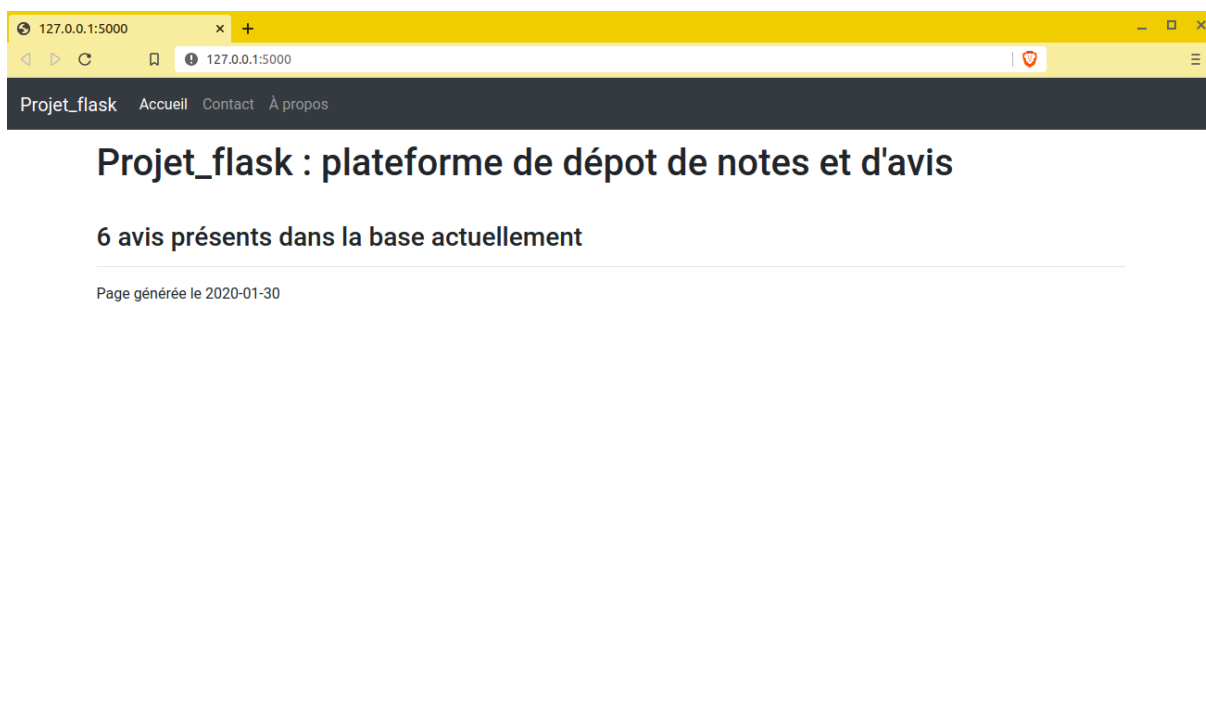 127.0.0.1:5000
127.0.0.1:5000
Projet_flask Accueil Contact À propos
Projet_flask : plateforme de dépot de notes et d'avis
6 avis présents dans la base actuellement
Page générée le 2020-01-30